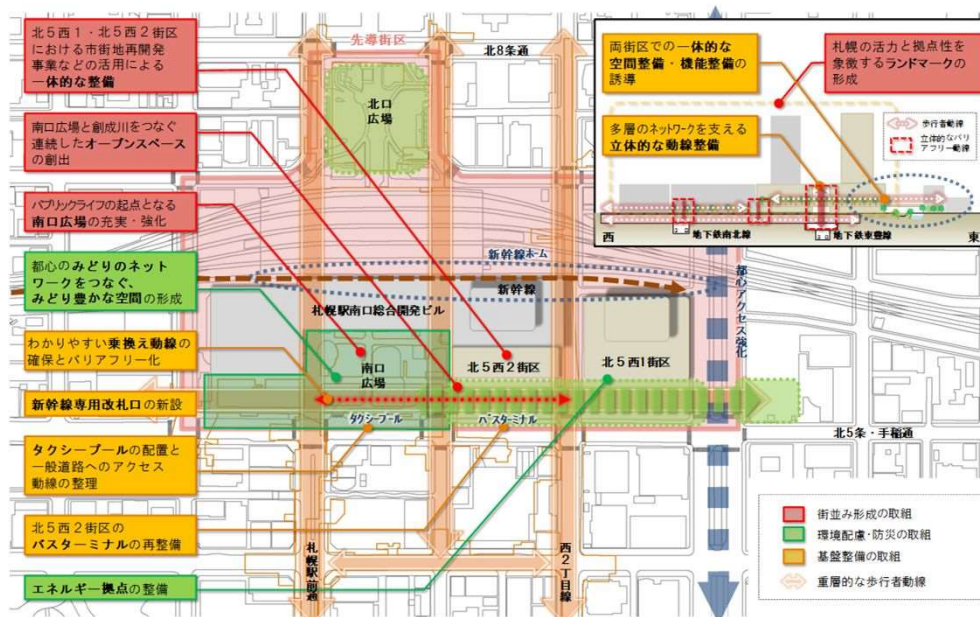 北5西1・北5西2街区
における市街地再開発
事業などの活用による
一体的な整備
南口広場と創成川をつなぐ
連続したオープンスペース
の創出
パブリックライフの起点となる
南口広場の充実・強化
都心のみどりのネット
ワークをつなぐ、
みどり豊かな空間の形成
わかりやすい乗換え動線の
確保とバリアフリー化
新幹線専用改札口の新設
タクシープールの配置と
一般道路へのアクセス
動線の整理
北5西2街区の
バスターミナルの再整備
エネルギー拠点の整備
先導街区
北8条通
北口
広場
新幹線ホーム
新幹線
札幌駅南口総合開発ビル
南口
広場
北5西2街区
北5西1街区
タクシープール
バスターミナル
都心アクセス強化
北5条・手稲通
札幌駅前通
西2丁目線
両街区での一体的な
空間整備・機能整備の
誘導
札幌の活力と拠点性を
象徴するランドマークの
形成
多層のネットワークを支える
立体的な動線整備
歩行者動線
立体的なバリ
アフリー動線
西
地下鉄南北線
地下鉄東豊線
東
街並み形成の取組
環境配慮・防災の取組
基盤整備の取組
重層的な歩行者動線